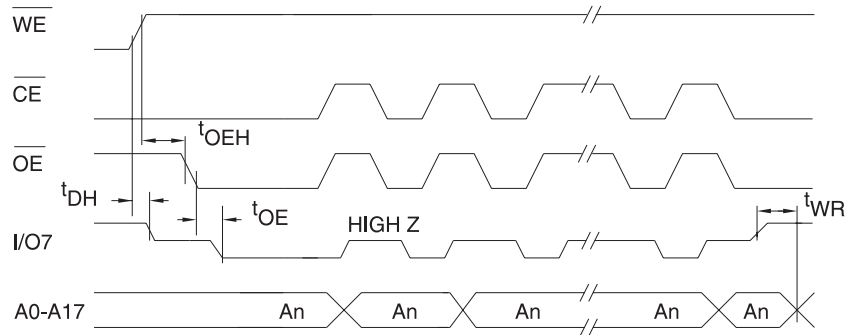 WE
CE
tOEH
OE
tDH
tOE
tWR
I/O7
HIGH Z
A0-A17
An
An
An
An
An